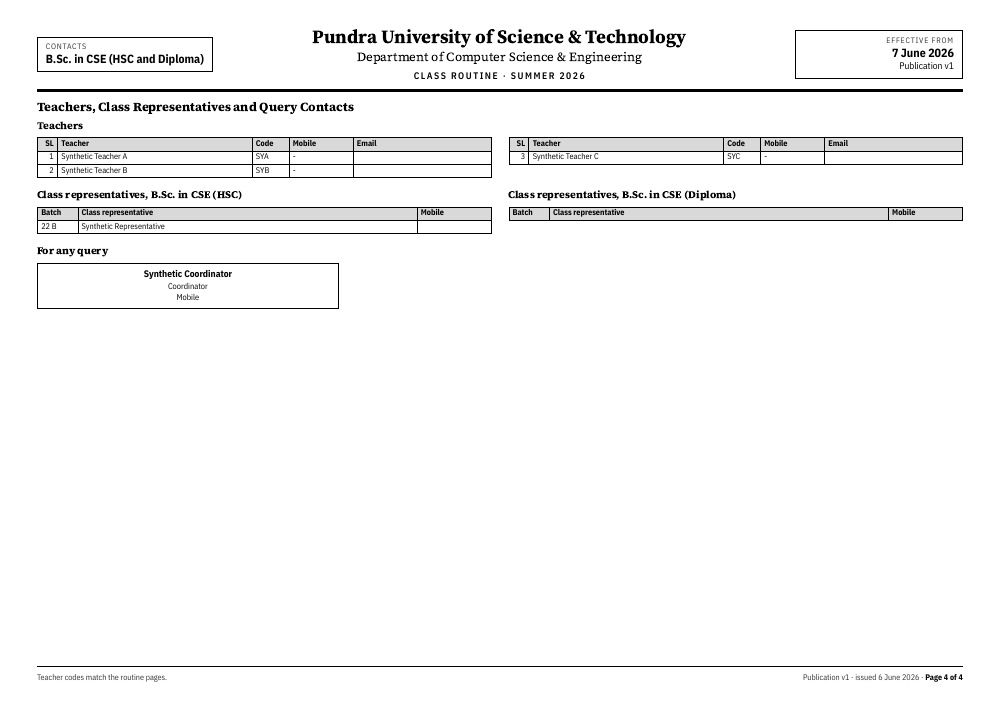 CONTACTS
B.Sc. in CSE (HSC and Diploma)
Pundra University of Science & Technology
Department of Computer Science & Engineering
CLASS ROUTINE · SUMMER 2026
EFFECTIVE FROM
7 June 2026
Publication v1
Teachers, Class Representatives and Query Contacts
Teachers
SL Teacher Code Mobile Email
1 Synthetic Teacher A SYA -
2 Synthetic Teacher B SYB -
SL Teacher Code Mobile Email
3 Synthetic Teacher C SYC -
Class representatives, B.Sc. in CSE (HSC)
Batch Class representative Mobile
22 B Synthetic Representative
Class representatives, B.Sc. in CSE (Diploma)
Batch Class representative Mobile
For any query
Synthetic Coordinator
Coordinator
Mobile
Teacher codes match the routine pages.
Publication v1 · issued 6 June 2026 · Page 4 of 4